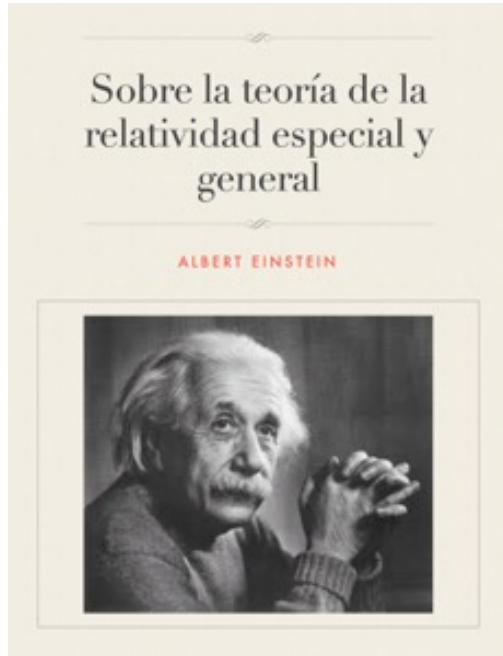 Sobre la teoría de la
relatividad especial y
general
ALBERT EINSTEIN